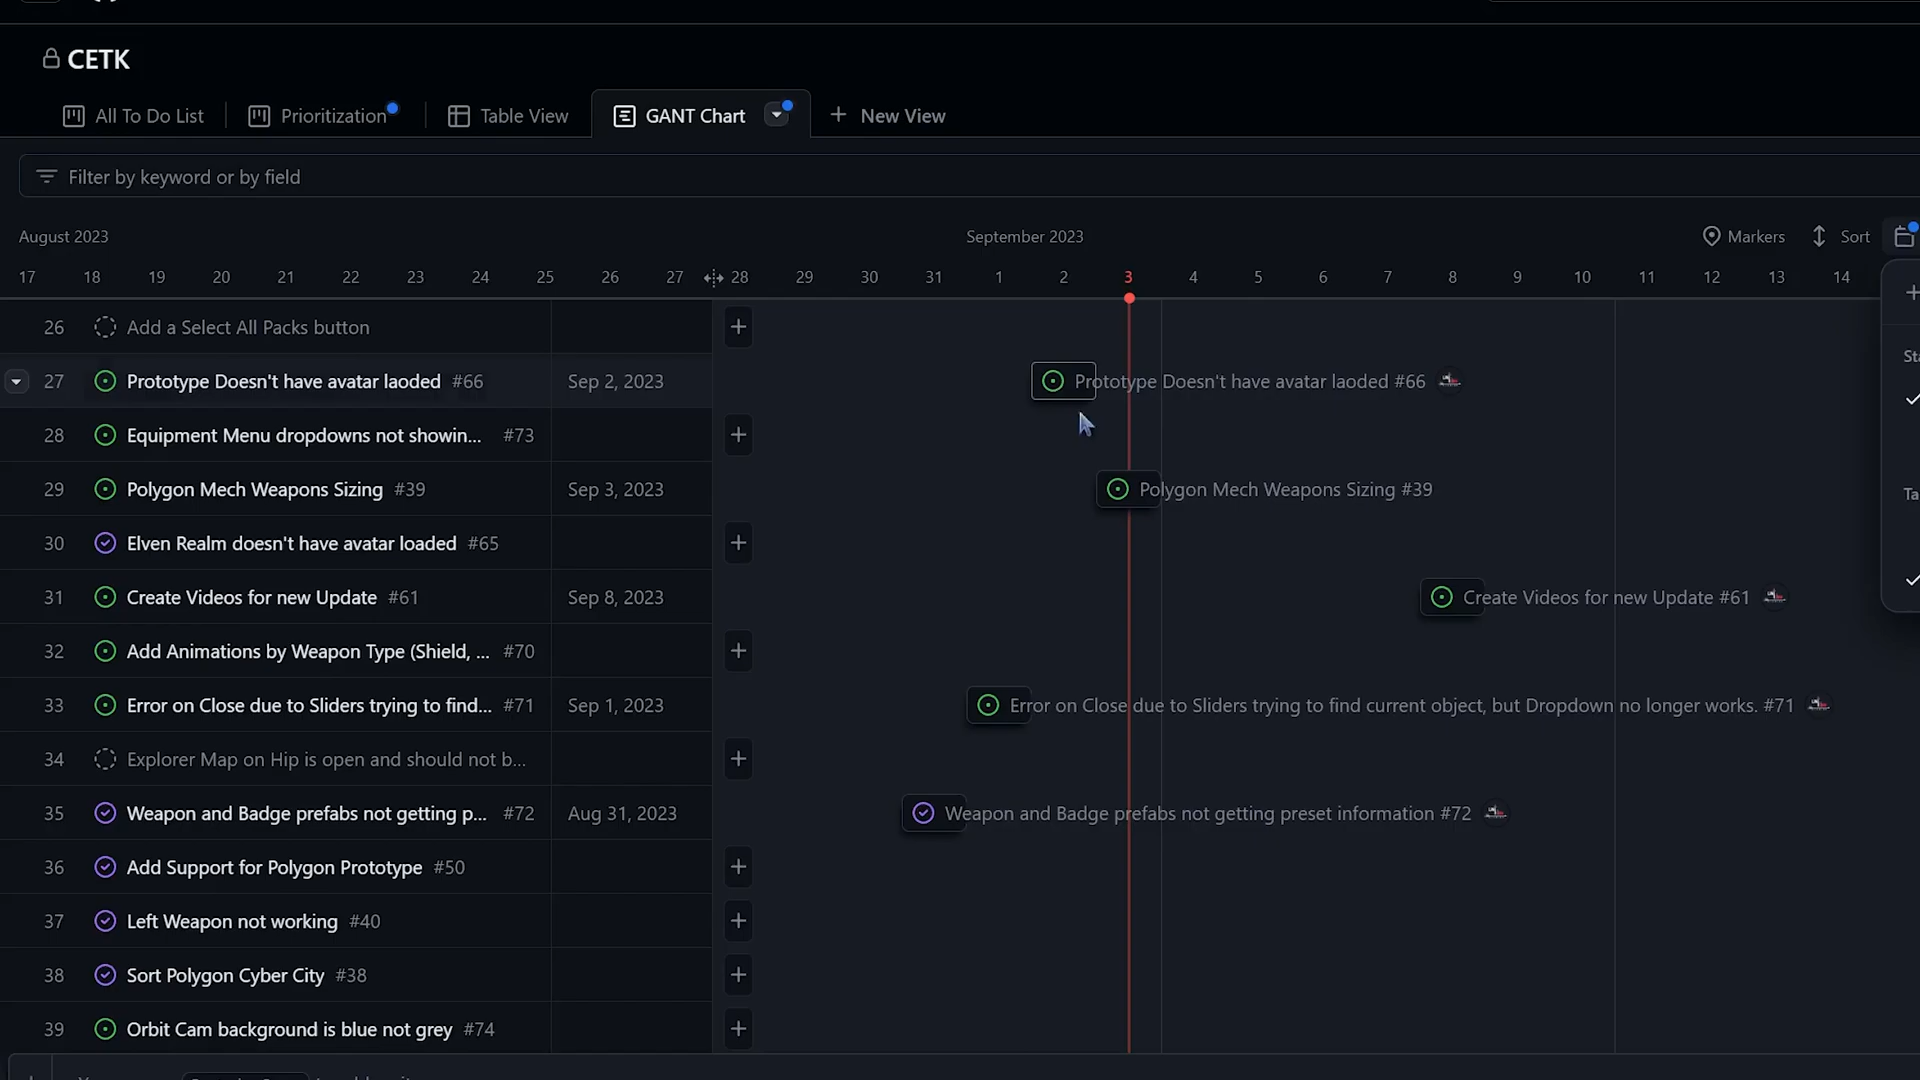 CETK
All To Do List Prioritization Table View GANT Chart + New View
Filter by keyword or by field
August 2023 September 2023 Markers Sort
17 18 19 20 21 22 23 24 25 26 27 28 29 30 31 1 2 3 4 5 6 7 8 9 10 11 12 13 14
26 Add a Select All Packs button +
27 Prototype Doesn't have avatar laoded #66 Sep 2, 2023 Prototype Doesn't have avatar laoded #66
28 Equipment Menu dropdowns not showin... #73 +
29 Polygon Mech Weapons Sizing #39 Sep 3, 2023 Polygon Mech Weapons Sizing #39
30 Elven Realm doesn't have avatar loaded #65 +
31 Create Videos for new Update #61 Sep 8, 2023 Create Videos for new Update #61
32 Add Animations by Weapon Type (Shield, ... #70 +
33 Error on Close due to Sliders trying to find... #71 Sep 1, 2023 Error on Close due to Sliders trying to find current object, but Dropdown no longer works. #71
34 Explorer Map on Hip is open and should not b... +
35 Weapon and Badge prefabs not getting p... #72 Aug 31, 2023 Weapon and Badge prefabs not getting preset information #72
36 Add Support for Polygon Prototype #50 +
37 Left Weapon not working #40 +
38 Sort Polygon Cyber City #38 +
39 Orbit Cam background is blue not grey #74 +